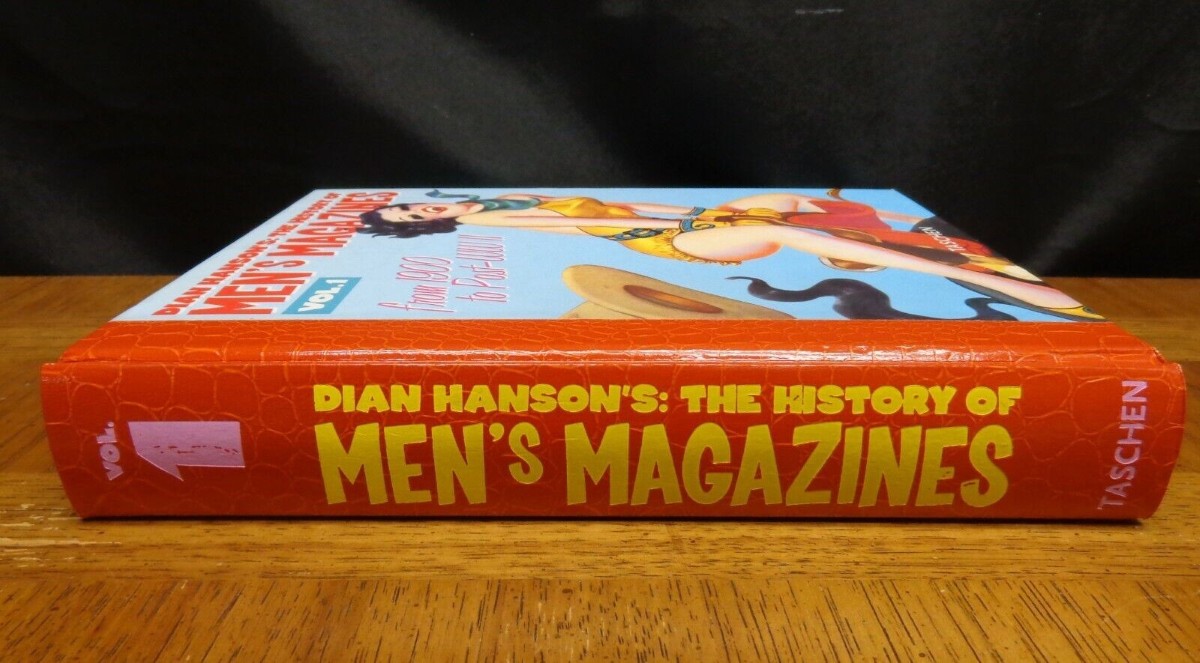 DIAN HANSON'S: THE HISTORY OF
MEN'S MAGAZINES
VOL.1
from 1900
to Post-WWII
TASCHEN
VOL.
1
DIAN HANSON'S: THE HISTORY OF
MEN'S MAGAZINES
TASCHEN